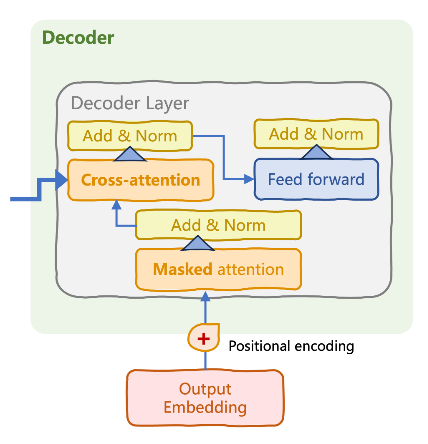 Decoder
Decoder Layer
Add & Norm
Add & Norm
Cross-attention
Feed forward
Add & Norm
Masked attention
+
Positional encoding
Output
Embedding